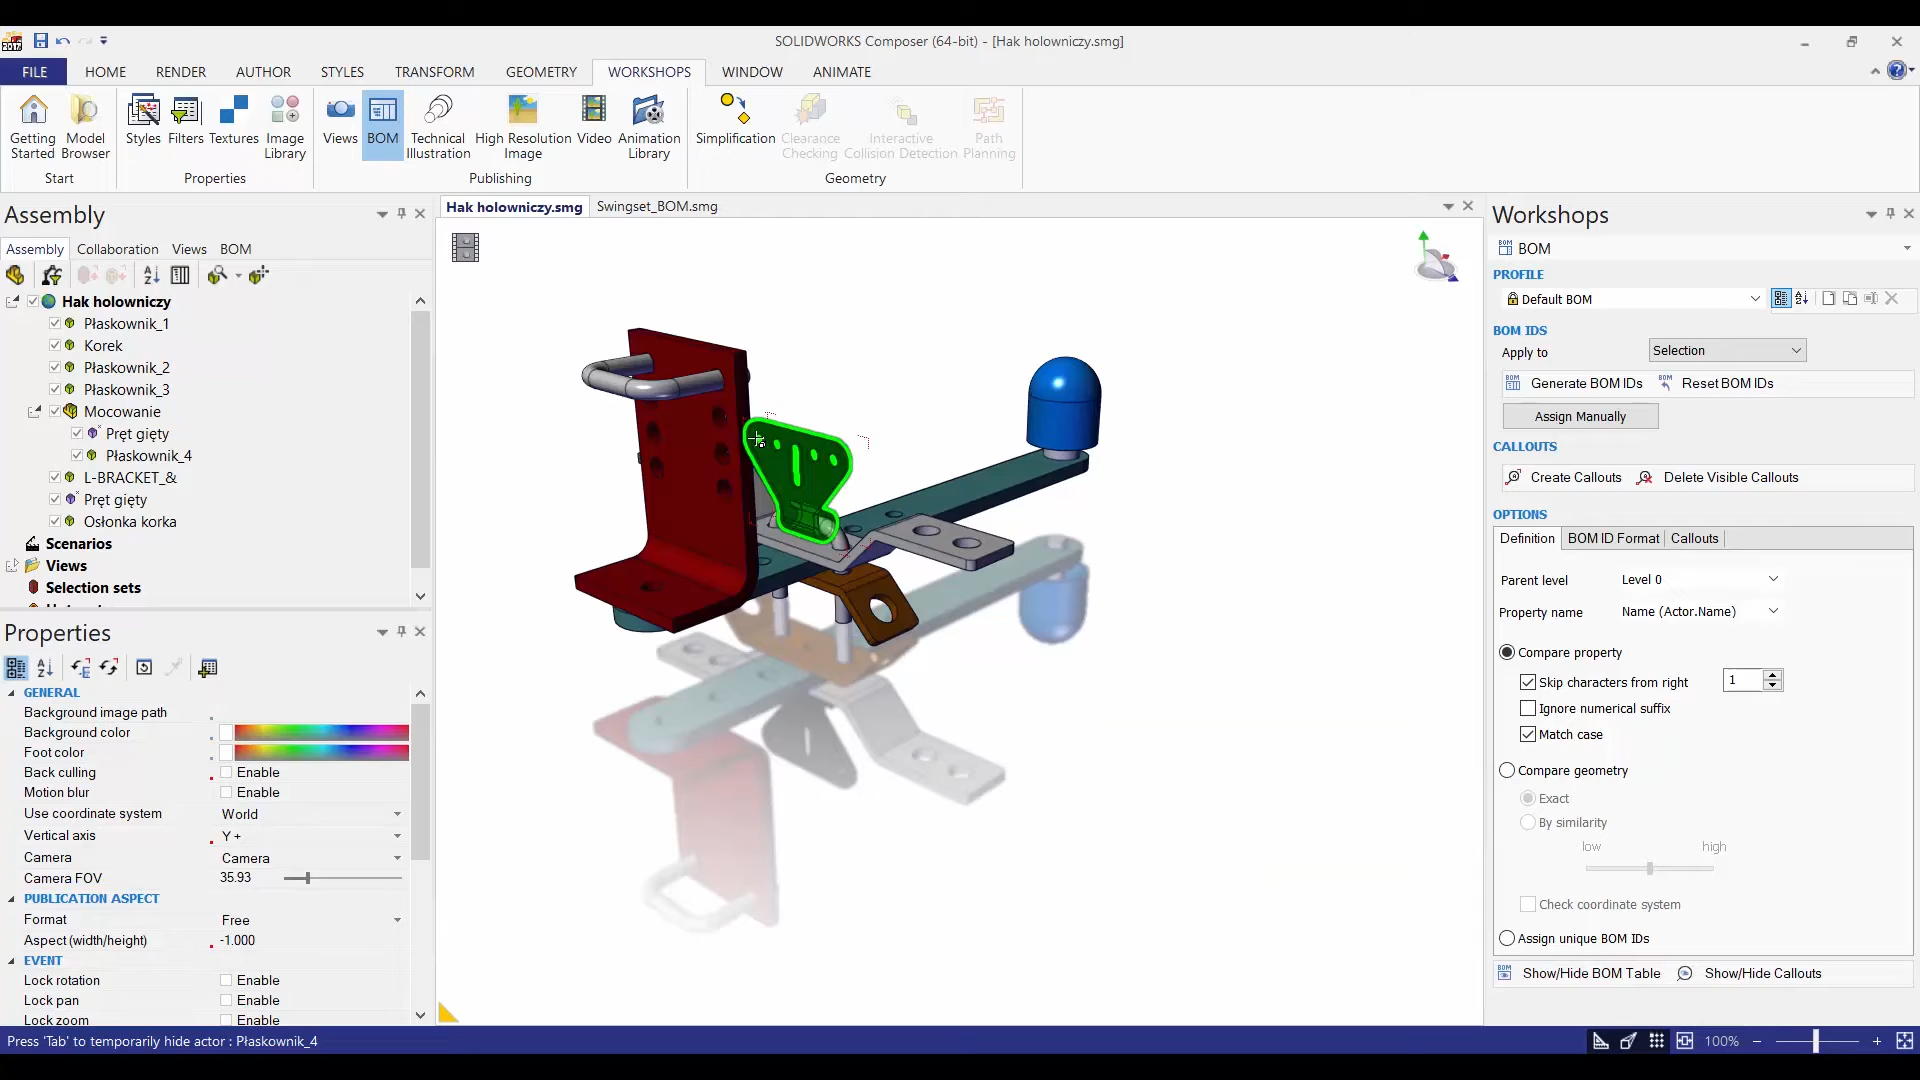 SOLIDWORKS Composer (64-bit) - [Hak holowniczy.smg]
FILE HOME RENDER AUTHOR STYLES TRANSFORM GEOMETRY WORKSHOPS WINDOW ANIMATE
Getting Started
Model Browser
Styles
Filters
Textures
Image Library
Views
BOM
Technical Illustration
High Resolution Image
Video
Animation Library
Simplification
Clearance Checking
Interactive Collision Detection
Path Planning
Start
Properties
Publishing
Geometry
Assembly
Assembly Collaboration Views BOM
Hak holowniczy
Płaskownik_1
Korek
Płaskownik_2
Płaskownik_3
Mocowanie
Pręt gięty
Płaskownik_4
L-BRACKET_&
Pręt gięty
Osłonka korka
Scenarios
Views
Selection sets
Properties
GENERAL
Background image path
Background color
Foot color
Back culling Enable
Motion blur Enable
Use coordinate system World
Vertical axis Y +
Camera Camera
Camera FOV 35.93
PUBLICATION ASPECT
Format Free
Aspect (width/height) -1.000
EVENT
Lock rotation Enable
Lock pan Enable
Lock zoom Enable
Hak holowniczy.smg Swingset_BOM.smg
Workshops
BOM
PROFILE
Default BOM
BOM IDS
Apply to Selection
Generate BOM IDs Reset BOM IDs
Assign Manually
CALLOUTS
Create Callouts Delete Visible Callouts
OPTIONS
Definition BOM ID Format Callouts
Parent level Level 0
Property name Name (Actor.Name)
Compare property
Skip characters from right 1
Ignore numerical suffix
Match case
Compare geometry
Exact
By similarity
low high
Check coordinate system
Assign unique BOM IDs
Show/Hide BOM Table Show/Hide Callouts
Press 'Tab' to temporarily hide actor : Płaskownik_4
100%